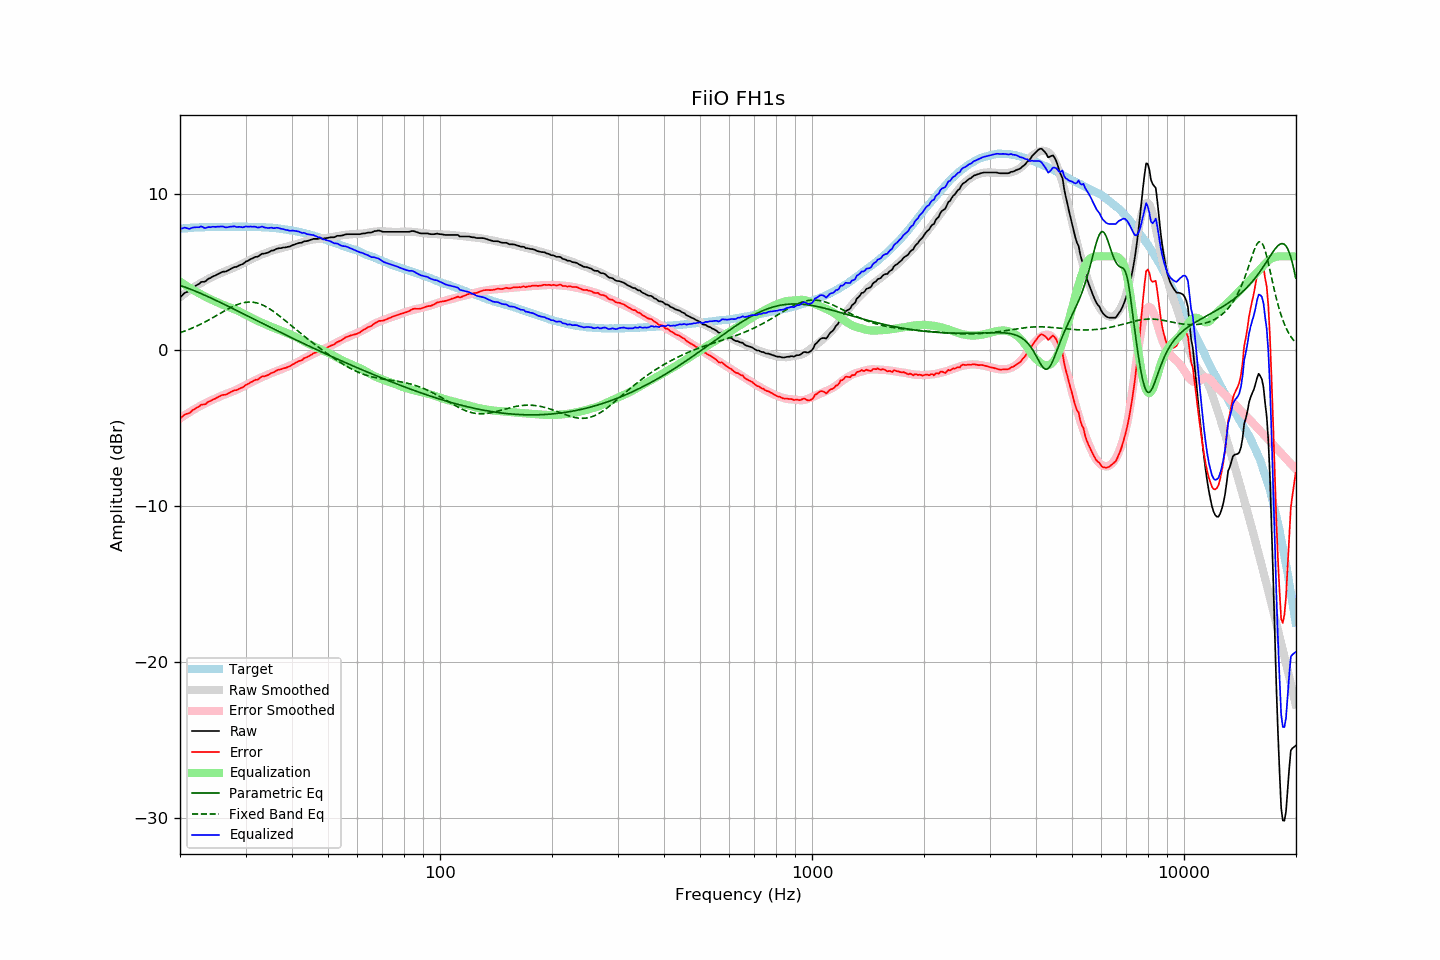 FiiO FH1s
10
0
−10
−20
−30
Amplitude (dBr)
Target
Raw Smoothed
Error Smoothed
Raw
Error
Equalization
Parametric Eq
Fixed Band Eq
Equalized
100
1000
10000
Frequency (Hz)